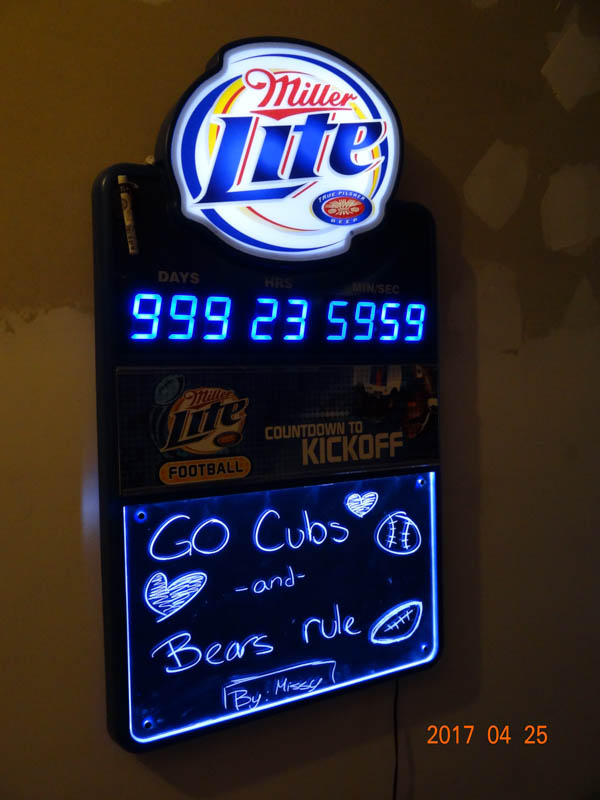 Miller
Lite
TRUE PILSNER
BEER
DAYS HRS MIN/SEC
999 23 5959
Miller
Lite
FOOTBALL
COUNTDOWN TO
KICKOFF
GO Cubs
-and-
Bears rule
By: Missy
2017 04 25